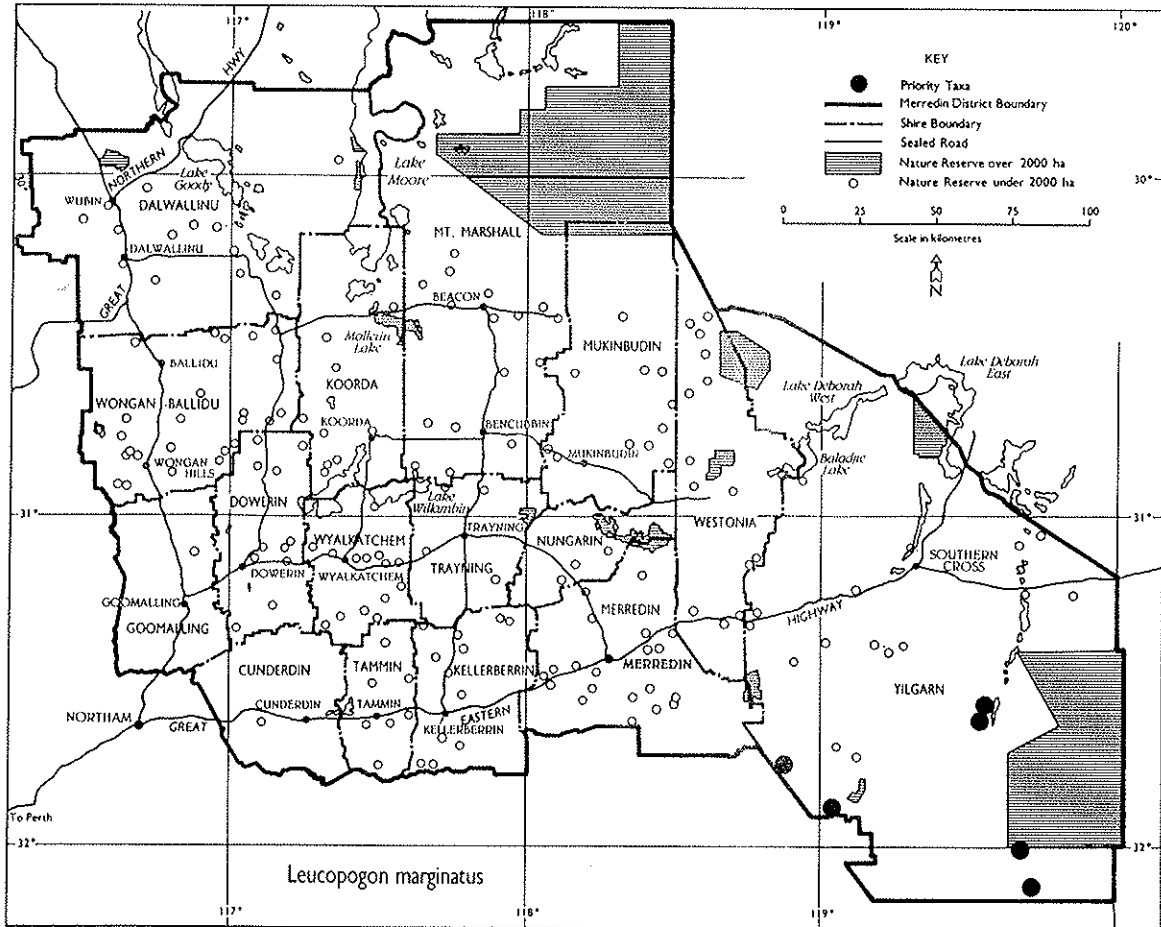 117°
118°
119°
120°
KEY
Priority Taxa
Merredin District Boundary
Shire Boundary
Sealed Road
Nature Reserve over 2000 ha
Nature Reserve under 2000 ha
0 25 50 75 100
Scale in kilometres
N
HWY
NORTHERN
Lake Goody
Lake Moore
30°
30°
WUBIN
DALWALLINU
DALWALLINU
MT. MARSHALL
GREAT
BEACON
Mollerin Lake
MUKINBUDIN
BALLIDU
KOORDA
Lake Deborah East
Lake Deborah West
WONGAN - BALLIDU
KOORDA
BENCUBBIN
MUKINBUDIN
Baladjie Lake
WONGAN HILLS
DOWERIN
Lake Wallambin
31°
31°
WESTONIA
WYALKATCHEM
TRAYNING
NUNGARIN
SOUTHERN CROSS
DOWERIN
WYALKATCHEM
TRAYNING
GOOMALLING
MERREDIN
HIGHWAY
GOOMALLING
CUNDERDIN
TAMMIN
KELLERBERRIN
MERREDIN
YILGARN
NORTHAM
GREAT
CUNDERDIN
TAMMIN
EASTERN
KELLERBERRIN
To Perth
32°
32°
Leucopogon marginatus
117°
118°
119°